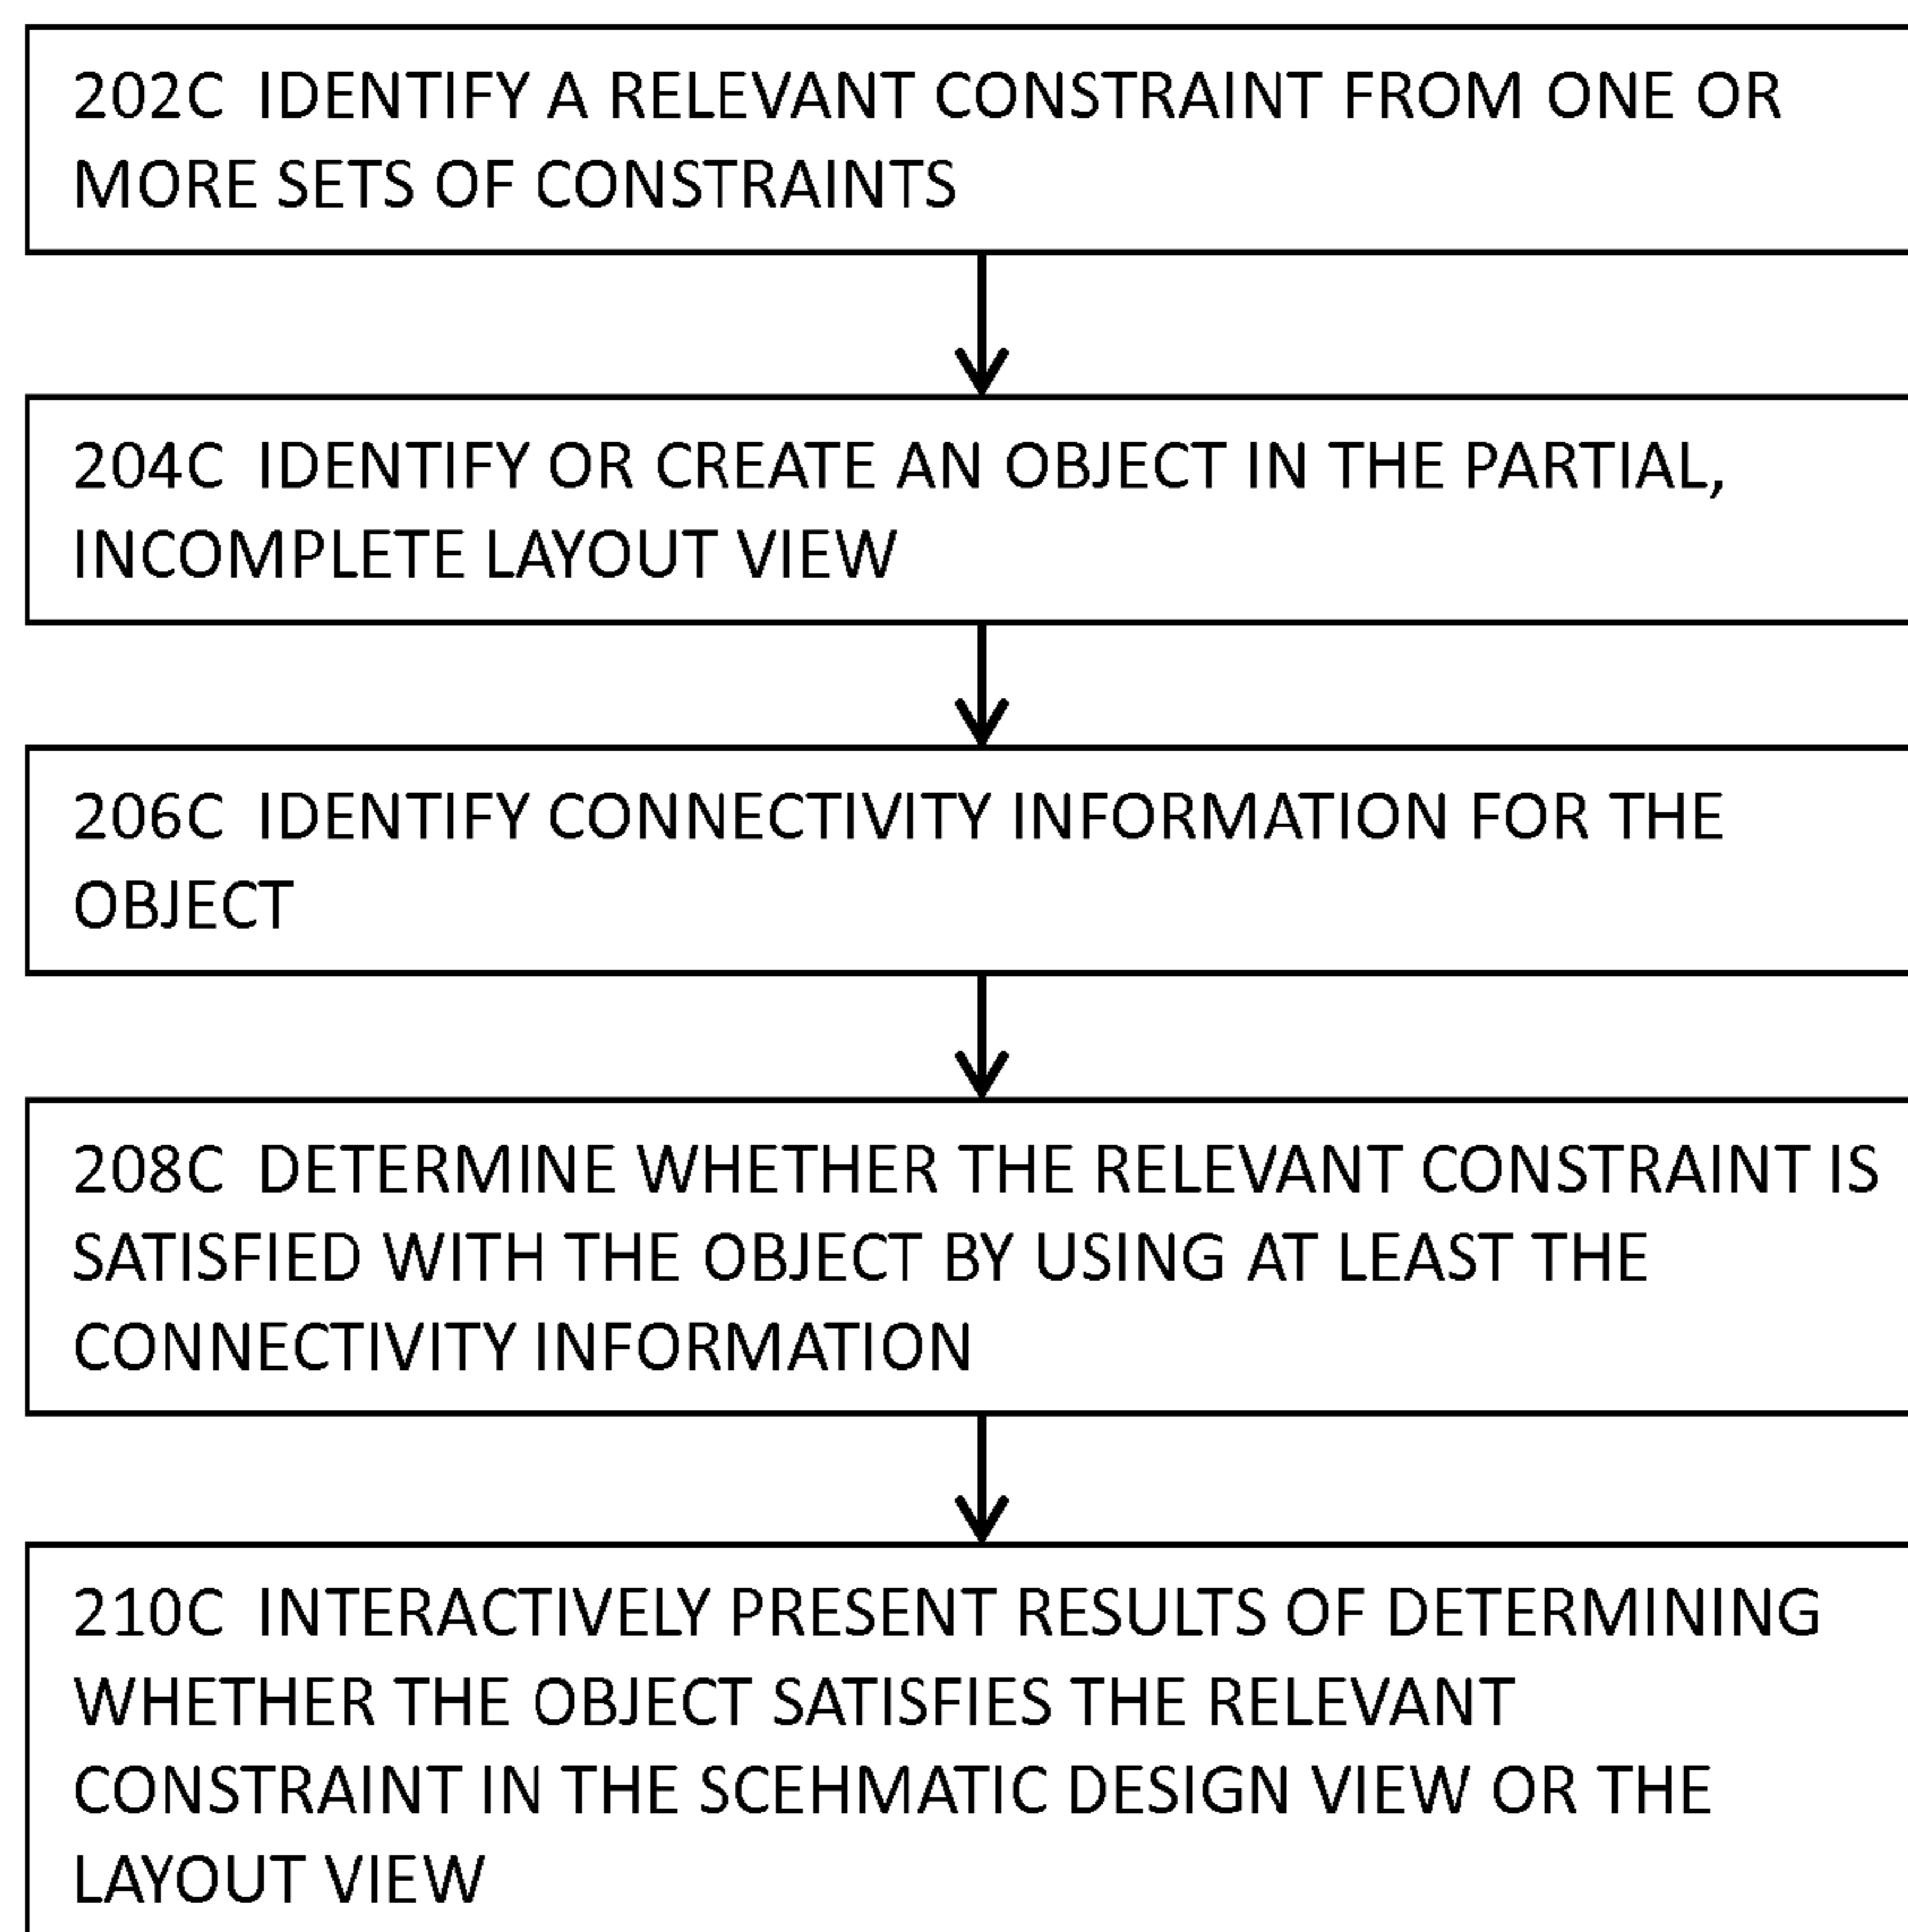 202C IDENTIFY A RELEVANT CONSTRAINT FROM ONE OR
MORE SETS OF CONSTRAINTS
204C IDENTIFY OR CREATE AN OBJECT IN THE PARTIAL,
INCOMPLETE LAYOUT VIEW
206C IDENTIFY CONNECTIVITY INFORMATION FOR THE
OBJECT
208C DETERMINE WHETHER THE RELEVANT CONSTRAINT IS
SATISFIED WITH THE OBJECT BY USING AT LEAST THE
CONNECTIVITY INFORMATION
210C INTERACTIVELY PRESENT RESULTS OF DETERMINING
WHETHER THE OBJECT SATISFIES THE RELEVANT
CONSTRAINT IN THE SCEHMATIC DESIGN VIEW OR THE
LAYOUT VIEW